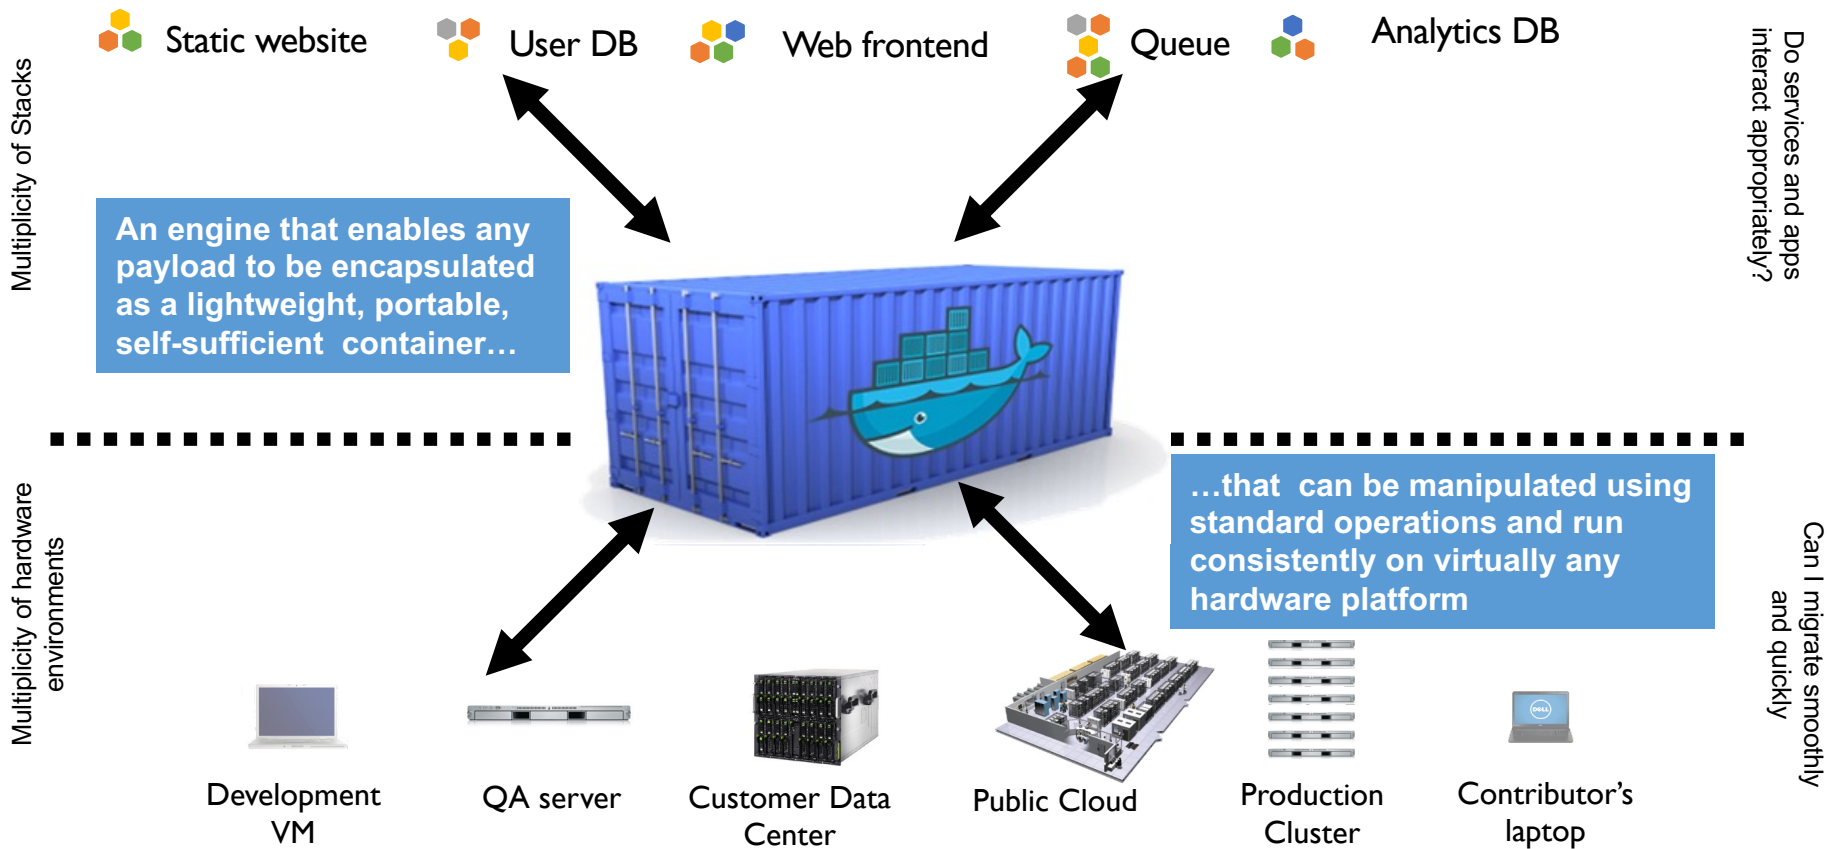 Static website
User DB
Web frontend
Queue
Analytics DB
Multiplicity of Stacks
Do services and apps
interact appropriately?
An engine that enables any
payload to be encapsulated
as a lightweight, portable,
self-sufficient container…
…that can be manipulated using
standard operations and run
consistently on virtually any
hardware platform
Multiplicity of hardware
environments
Can I migrate smoothly
and quickly
DELL
Development
VM
QA server
Customer Data
Center
Public Cloud
Production
Cluster
Contributor’s
laptop